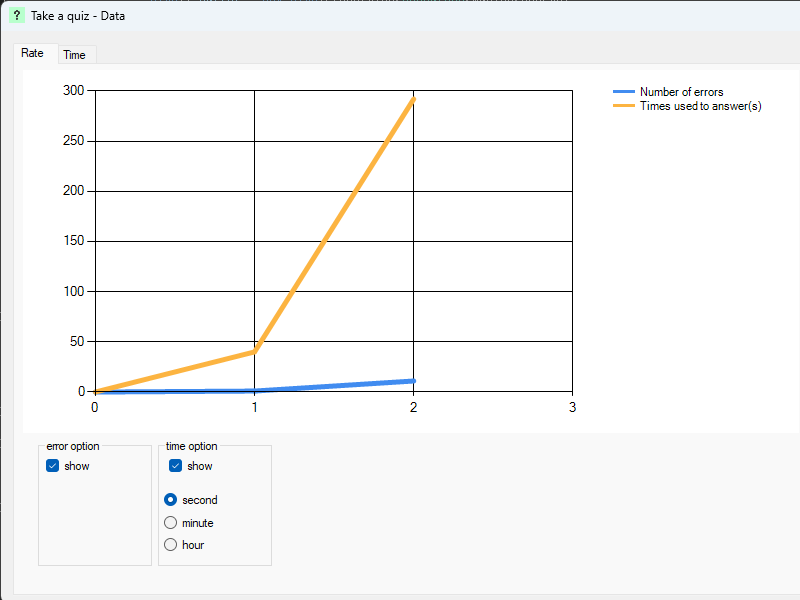 ? Take a quiz - Data
Rate Time
Number of errors
Times used to answer(s)
300
250
200
150
100
50
0
0 1 2 3
error option
show
time option
show
second
minute
hour